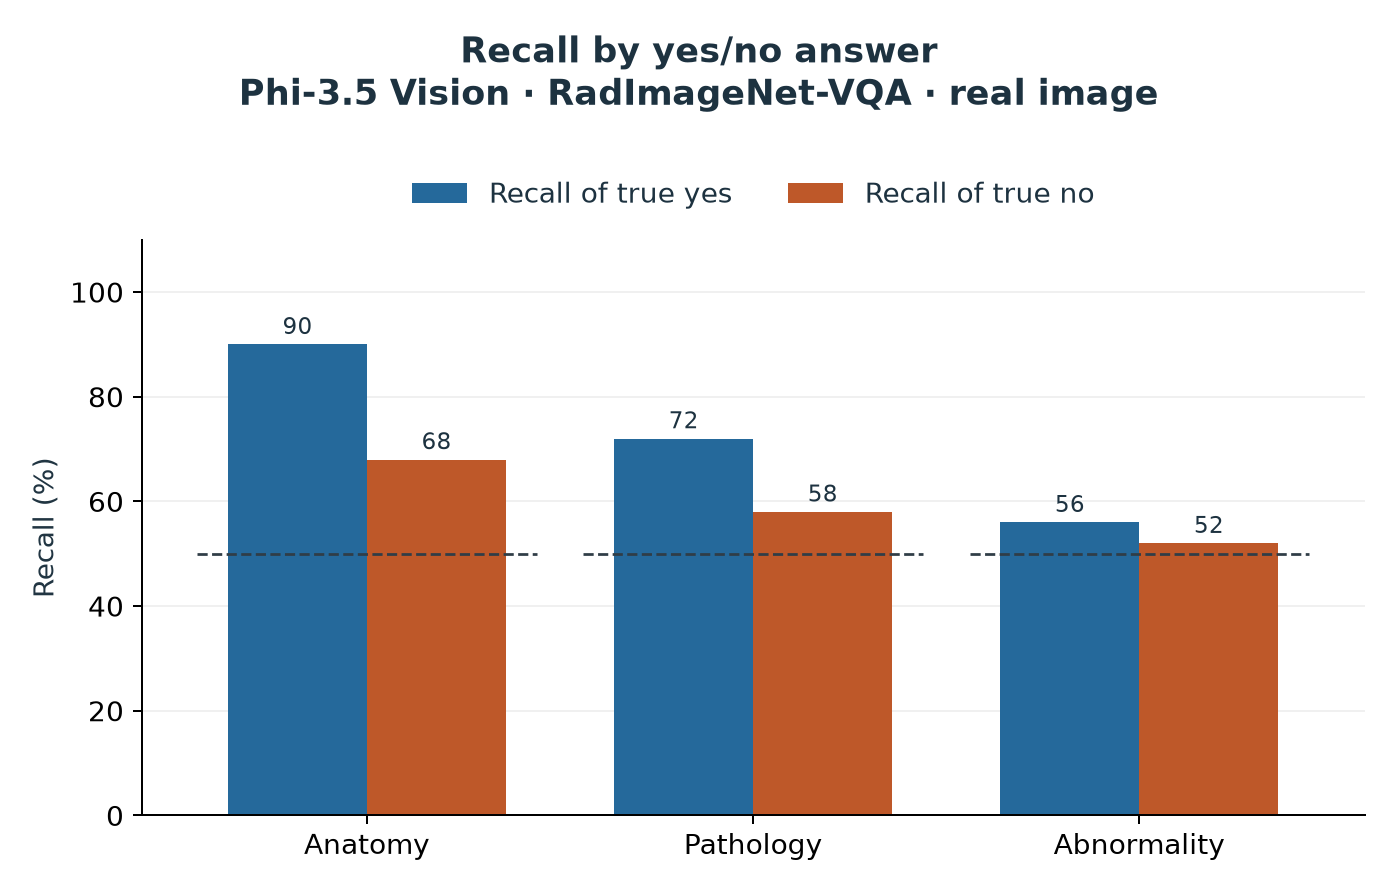 Recall by yes/no answer
Phi-3.5 Vision · RadImageNet-VQA · real image
Recall of true yes
Recall of true no
Recall (%)
100
80
60
40
20
0
90
68
72
58
56
52
Anatomy
Pathology
Abnormality